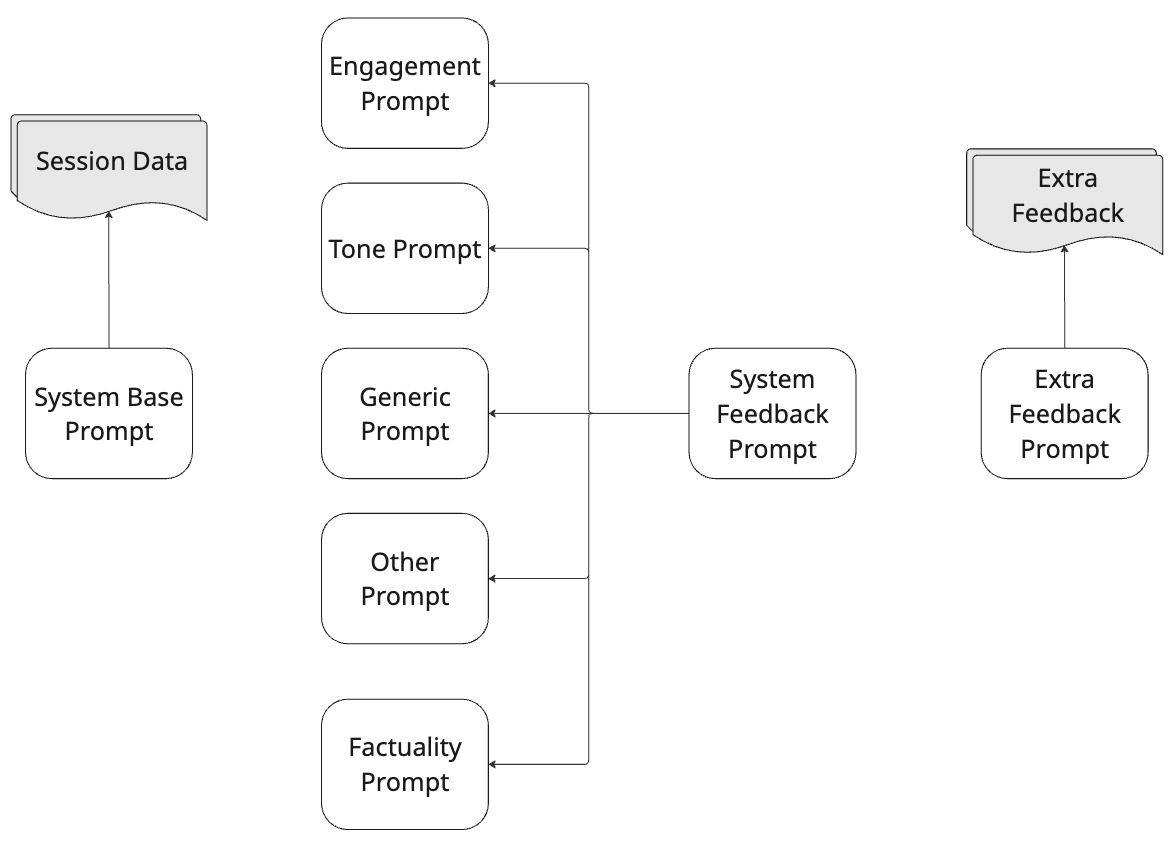 Engagement
Prompt
Session Data
Extra
Feedback
Tone Prompt
System Base
Prompt
Generic
Prompt
System
Feedback
Prompt
Extra
Feedback
Prompt
Other
Prompt
Factuality
Prompt